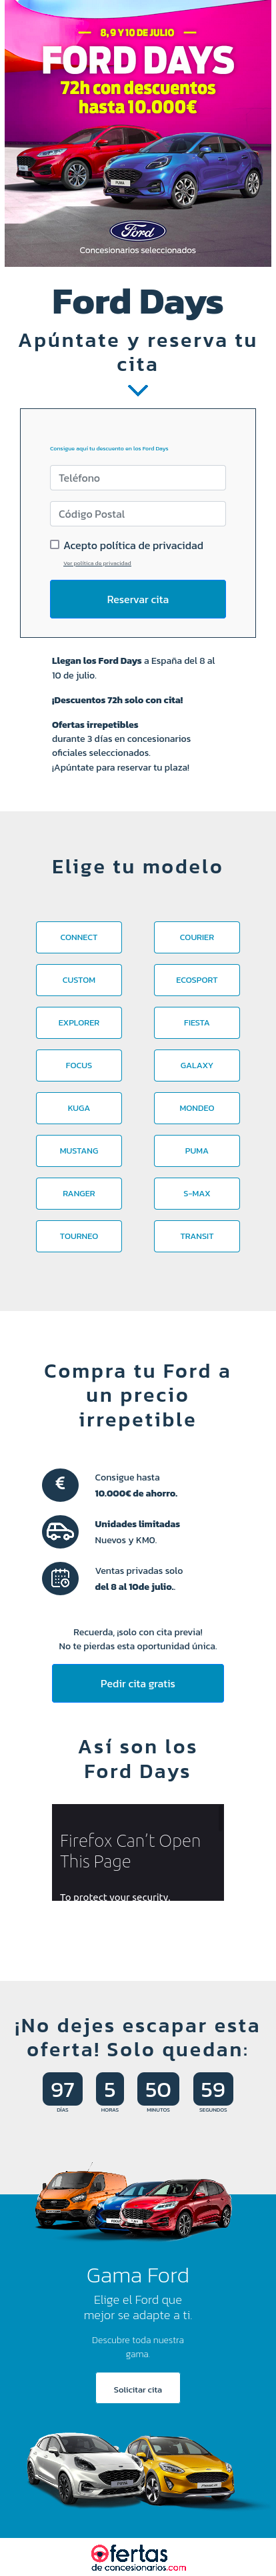 8, 9 Y 10 DE JULIO
FORD DAYS
72h con descuentos
hasta 10.000€
Ford
Concesionarios seleccionados
Ford Days
Apúntate y reserva tu
cita
Consigue aquí tu descuento en los Ford Days
Teléfono
Código Postal
Acepto política de privacidad
Ver política de privacidad
Reservar cita
Llegan los Ford Days a España del 8 al
10 de julio.
¡Descuentos 72h solo con cita!
Ofertas irrepetibles
durante 3 días en concesionarios
oficiales seleccionados.
¡Apúntate para reservar tu plaza!
Elige tu modelo
CONNECT
COURIER
CUSTOM
ECOSPORT
EXPLORER
FIESTA
FOCUS
GALAXY
KUGA
MONDEO
MUSTANG
PUMA
RANGER
S-MAX
TOURNEO
TRANSIT
Compra tu Ford a
un precio
irrepetible
€
Consigue hasta
10.000€ de ahorro.
Unidades limitadas
Nuevos y KM0.
Ventas privadas solo
del 8 al 10de julio..
Recuerda, ¡solo con cita previa!
No te pierdas esta oportunidad única.
Pedir cita gratis
Así son los
Ford Days
Firefox Can't Open
This Page
To protect your security,
¡No dejes escapar esta
oferta! Solo quedan:
97 5 50 59
DÍAS HORAS MINUTOS SEGUNDOS
Gama Ford
Elige el Ford que
mejor se adapte a ti.
Descubre toda nuestra
gama.
Solicitar cita
Ofertas
de concesionarios.com